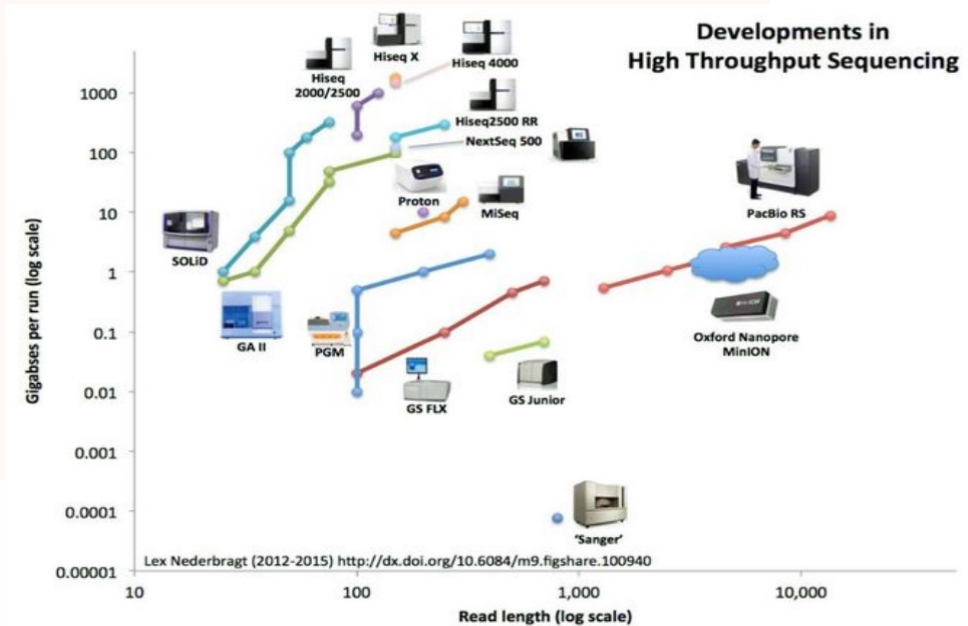 Developments in
High Throughput Sequencing
Hiseq X
Hiseq
2000/2500
Hiseq 4000
Hiseq2500 RR
NextSeq 500
Proton
MiSeq
PacBio RS
SOLiD
GA II
PGM
GS FLX
GS Junior
Oxford Nanopore
MinION
'Sanger'
Gigabses per run (log scale)
1000
100
10
1
0.1
0.01
0.001
0.0001
0.00001
Lex Nederbragt (2012-2015) http://dx.doi.org/10.6084/m9.figshare.100940
10
100
1,000
10,000
Read length (log scale)